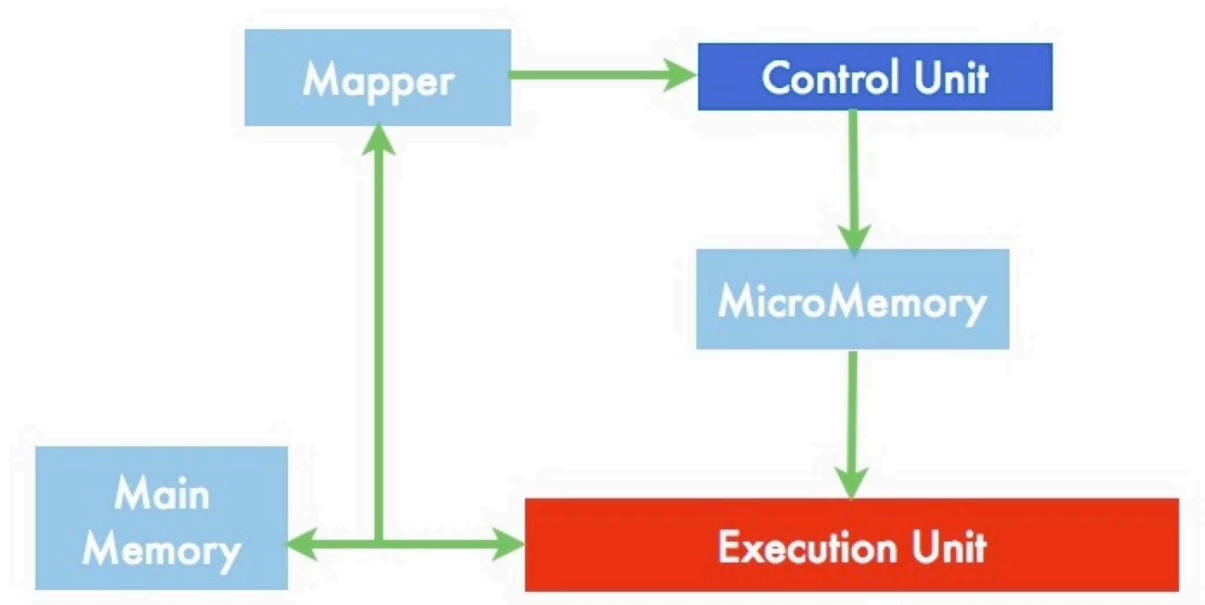 Mapper
Control Unit
MicroMemory
Main
Memory
Execution Unit